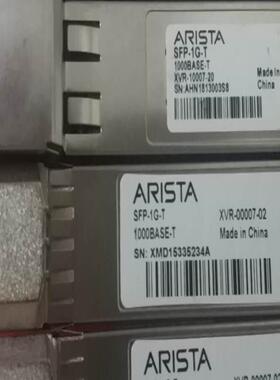 ARISTA
SFP-1G-T
1000BASE-T
XVR-10007-20
SN:AHN1813003S8
Made in
China
ARISTA
SFP-1G-T XVR-00007-02
1000BASE-T Made in China
SN: XMD15335234A
ARISTA